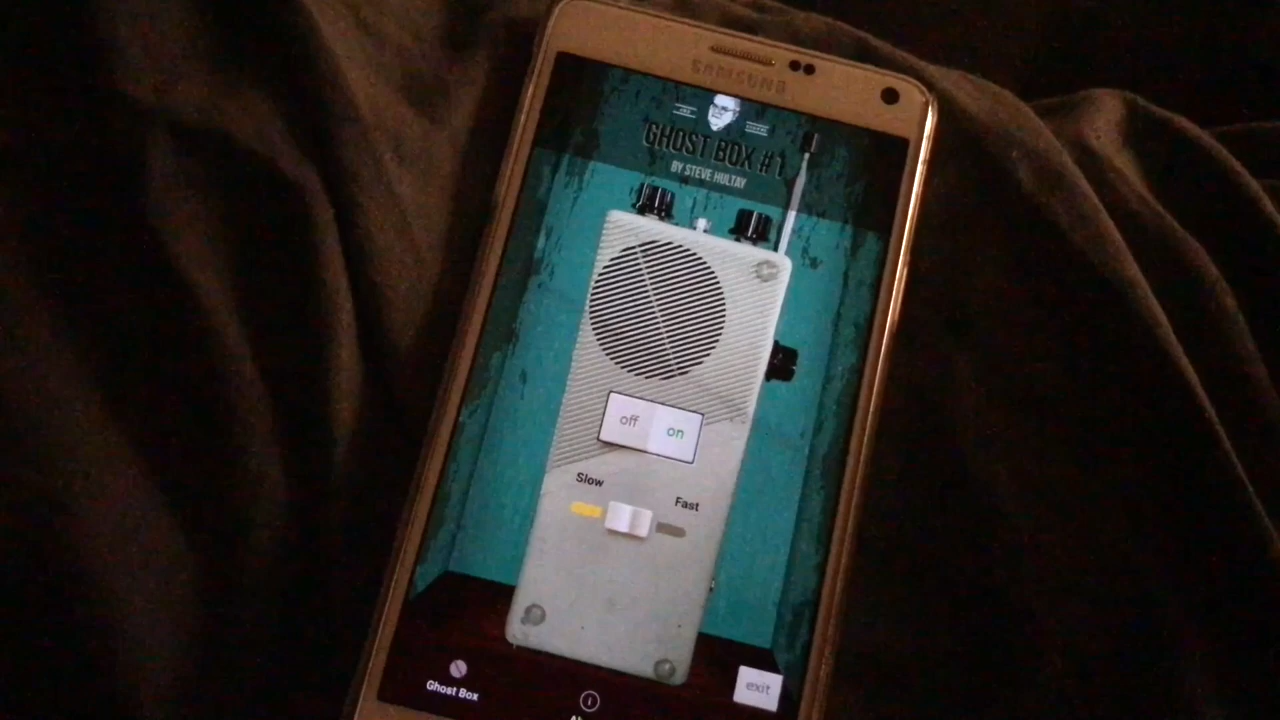 SAMSUNG
GHOST BOX #1
BY STEVE HULTAY
off on
Slow
Fast
Ghost Box
exit